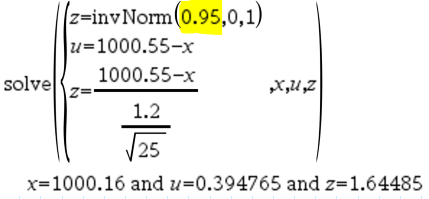 z=invNorm(0.95,0,1)
u=1000.55−x
solve( { z= 1000.55−x / 1.2 / √25 ,x,u,z)
x=1000.16 and u=0.394765 and z=1.64485